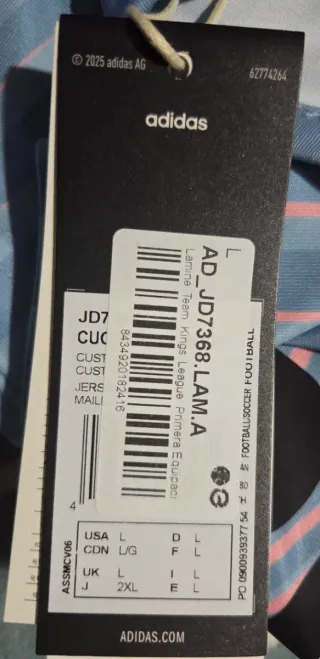 © 2025 adidas AG
62774264
adidas
L
AD_JD7368.LAM.A
Lamine Team Kings League Primera Equipaci
8434920182416
JD7
CUC
CUST
CUST
JERS
MAILL
4
FOOTBALL/SOCCER FOOTBALL
PO 0900939377 54
ASSMCV06
USA L D L
CDN L/G F L
UK L I L
J 2XL E L
ADIDAS.COM